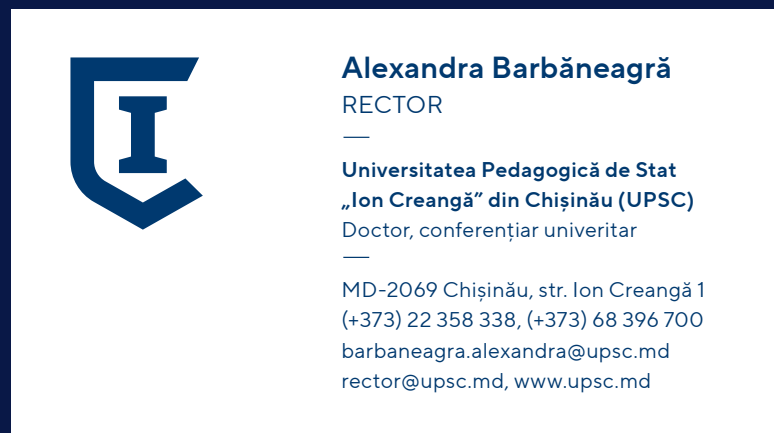 Alexandra Barbăneagră
RECTOR
Universitatea Pedagogică de Stat
„Ion Creangă” din Chișinău (UPSC)
Doctor, conferențiar univeritar
MD-2069 Chișinău, str. Ion Creangă 1
(+373) 22 358 338, (+373) 68 396 700
barbaneagra.alexandra@upsc.md
rector@upsc.md, www.upsc.md